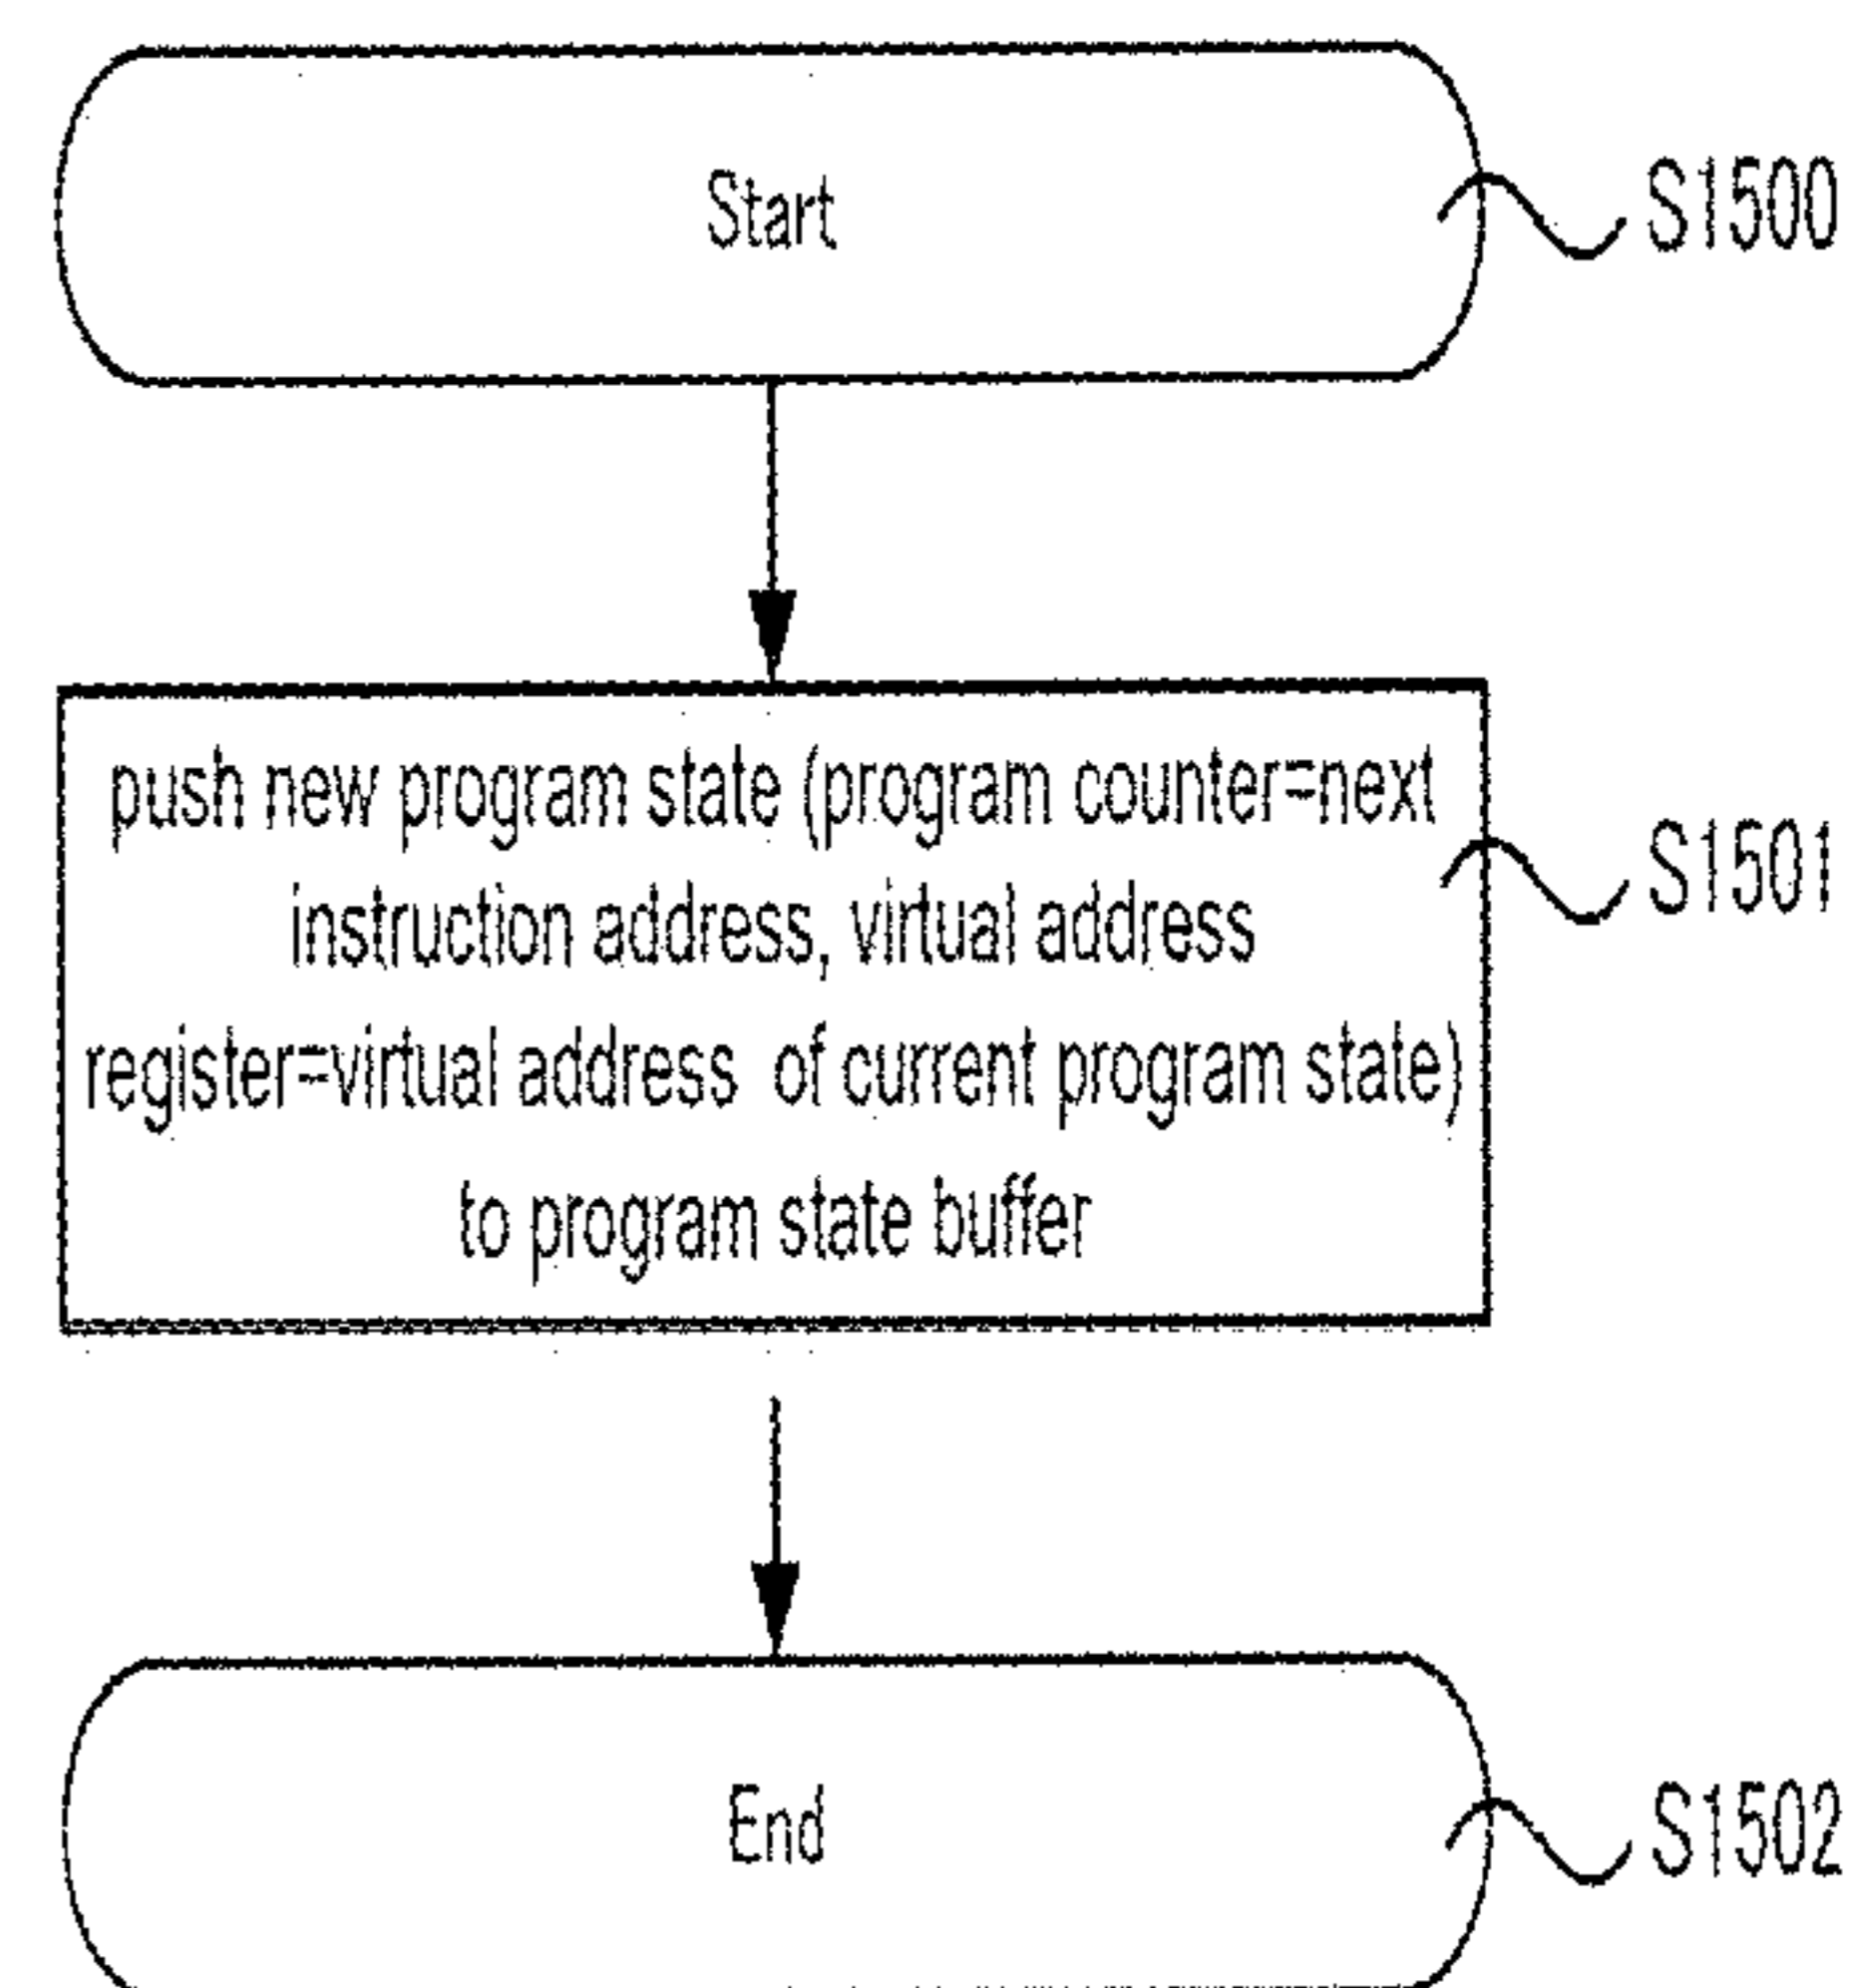 Start
S1500
push new program state (program counter=next
instruction address, virtual address
register=virtual address of current program state)
to program state buffer
S1501
End
S1502